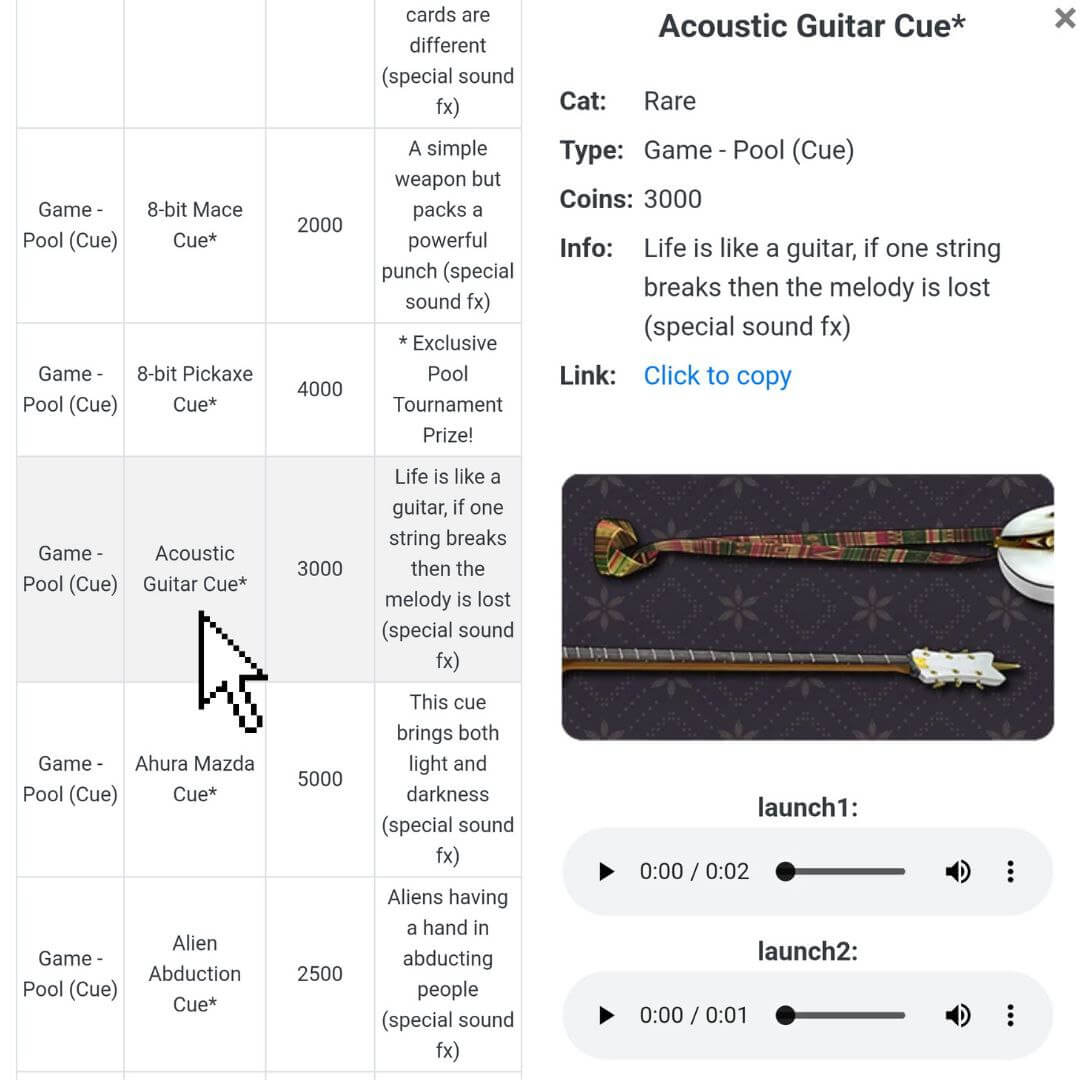 cards are
different
(special sound
fx)
Game -
Pool (Cue)
8-bit Mace
Cue*
2000
A simple
weapon but
packs a
powerful
punch (special
sound fx)
Game -
Pool (Cue)
8-bit Pickaxe
Cue*
4000
* Exclusive
Pool
Tournament
Prize!
Game -
Pool (Cue)
Acoustic
Guitar Cue*
3000
Life is like a
guitar, if one
string breaks
then the
melody is lost
(special sound
fx)
Game -
Pool (Cue)
Ahura Mazda
Cue*
5000
This cue
brings both
light and
darkness
(special sound
fx)
Game -
Pool (Cue)
Alien
Abduction
Cue*
2500
Aliens having
a hand in
abducting
people
(special sound
fx)
Acoustic Guitar Cue*
Cat: Rare
Type: Game - Pool (Cue)
Coins: 3000
Info: Life is like a guitar, if one string
breaks then the melody is lost
(special sound fx)
Link: Click to copy
launch1:
0:00 / 0:02
launch2:
0:00 / 0:01